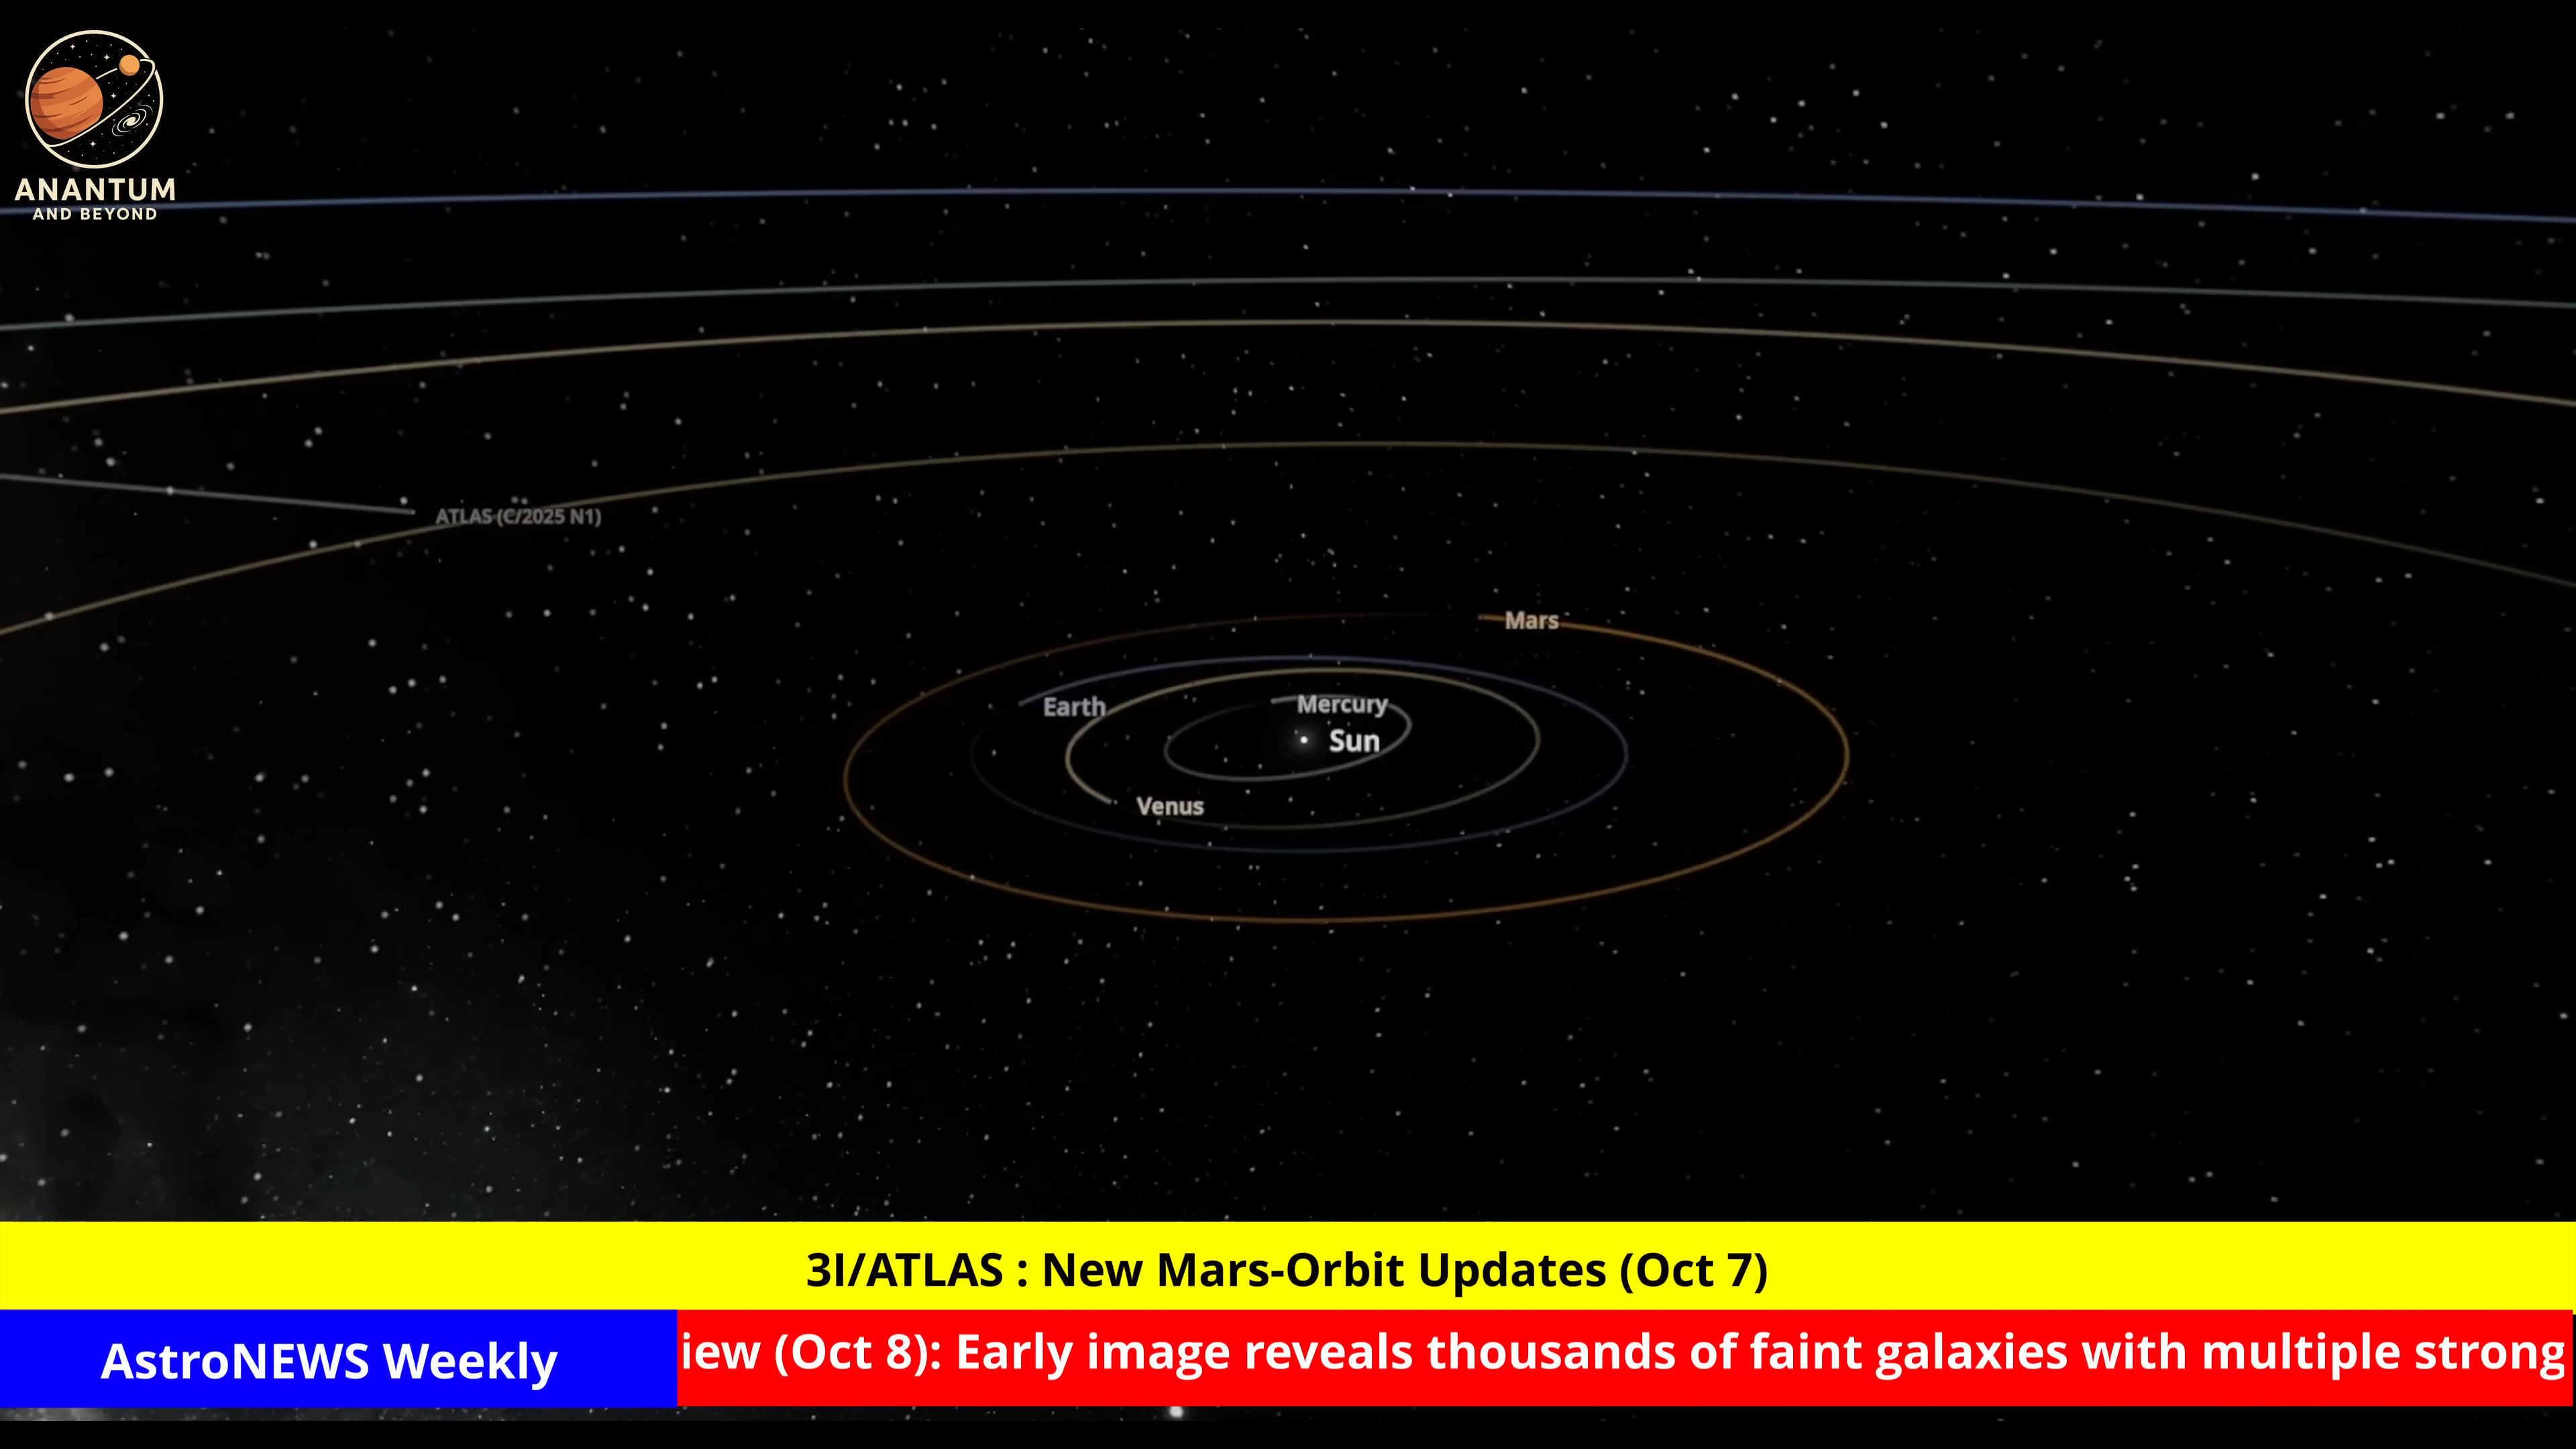 ANANTUM
AND BEYOND
ATLAS (C/2025 N1)
Mars
Earth
Mercury
Sun
Venus
3I/ATLAS : New Mars-Orbit Updates (Oct 7)
AstroNEWS Weekly
iew (Oct 8): Early image reveals thousands of faint galaxies with multiple strong